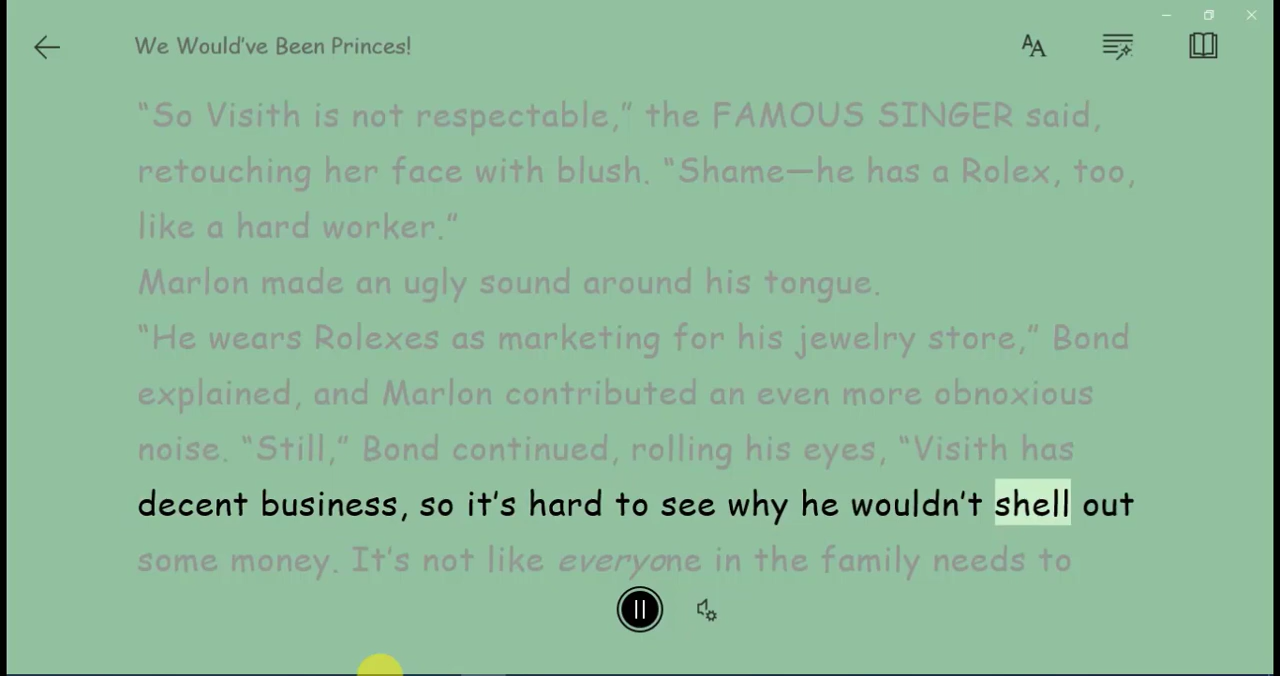 We Would've Been Princes!
AA
“So Visith is not respectable,” the FAMOUS SINGER said,
retouching her face with blush. “Shame—he has a Rolex, too,
like a hard worker.”
Marlon made an ugly sound around his tongue.
“He wears Rolexes as marketing for his jewelry store,” Bond
explained, and Marlon contributed an even more obnoxious
noise. “Still,” Bond continued, rolling his eyes, “Visith has
decent business, so it’s hard to see why he wouldn’t shell out
some money. It’s not like everyone in the family needs to